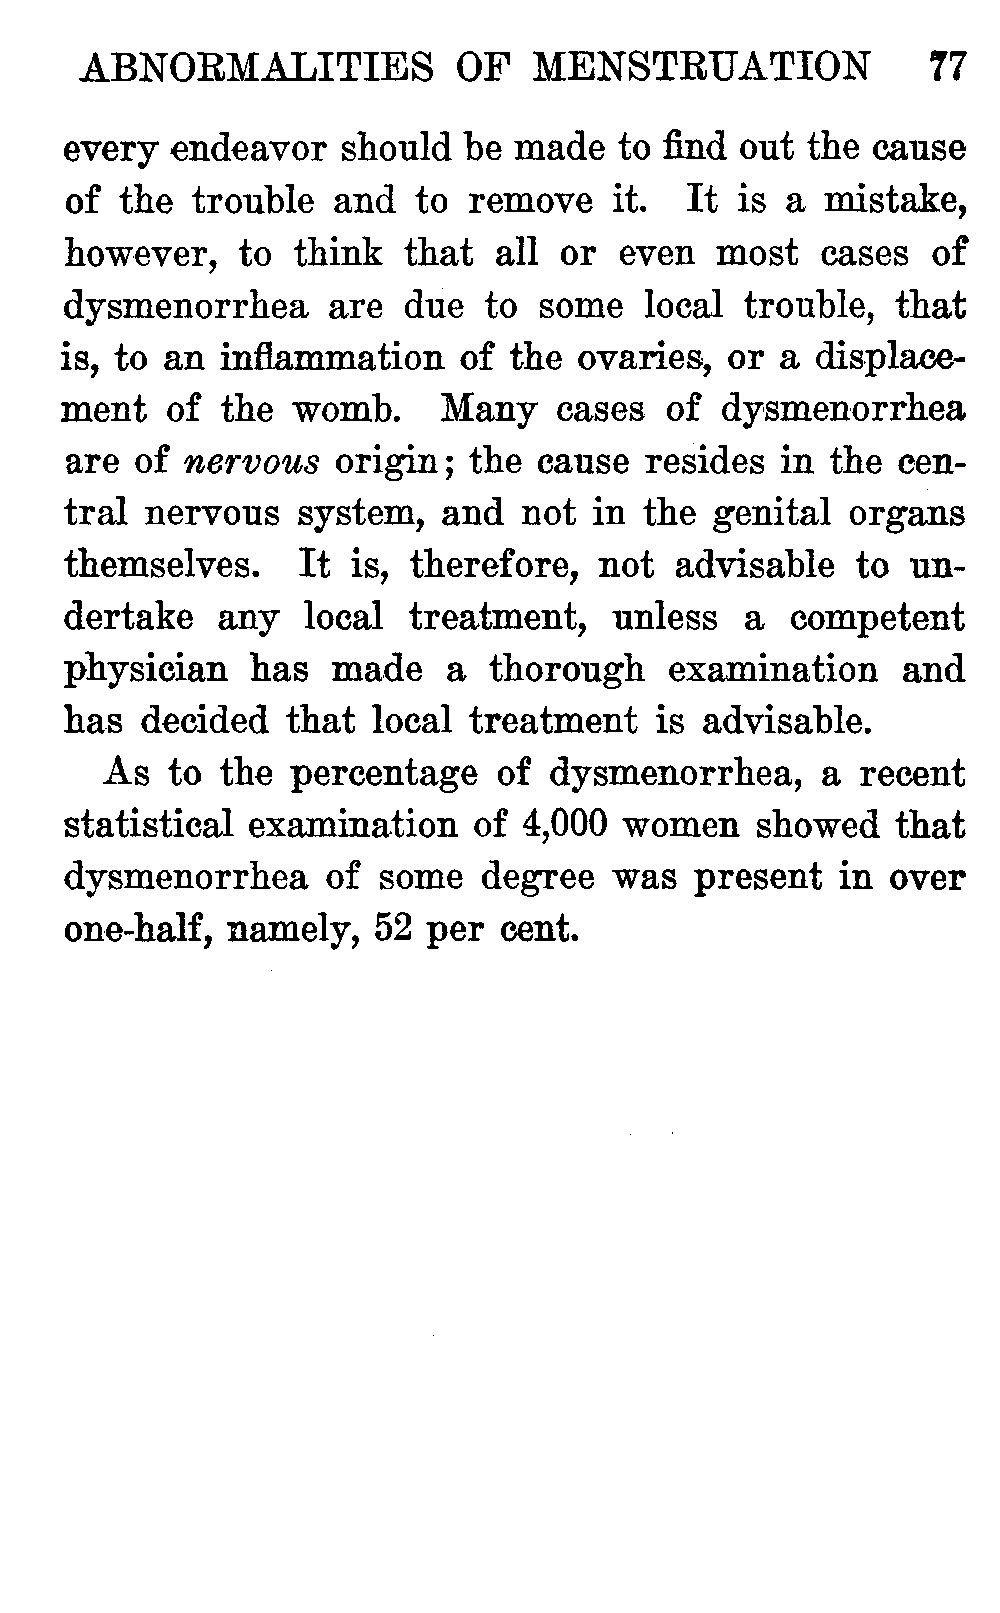 ABNORMALITIES OF MENSTRUATION 77
every endeavor should be made to find out the cause
of the trouble and to remove it. It is a mistake,
however, to think that all or even most cases of
dysmenorrhea are due to some local trouble, that
is, to an inflammation of the ovaries, or a displace-
ment of the womb. Many cases of dysmenorrhea
are of nervous origin; the cause resides in the cen-
tral nervous system, and not in the genital organs
themselves. It is, therefore, not advisable to un-
dertake any local treatment, unless a competent
physician has made a thorough examination and
has decided that local treatment is advisable.
As to the percentage of dysmenorrhea, a recent
statistical examination of 4,000 women showed that
dysmenorrhea of some degree was present in over
one-half, namely, 52 per cent.